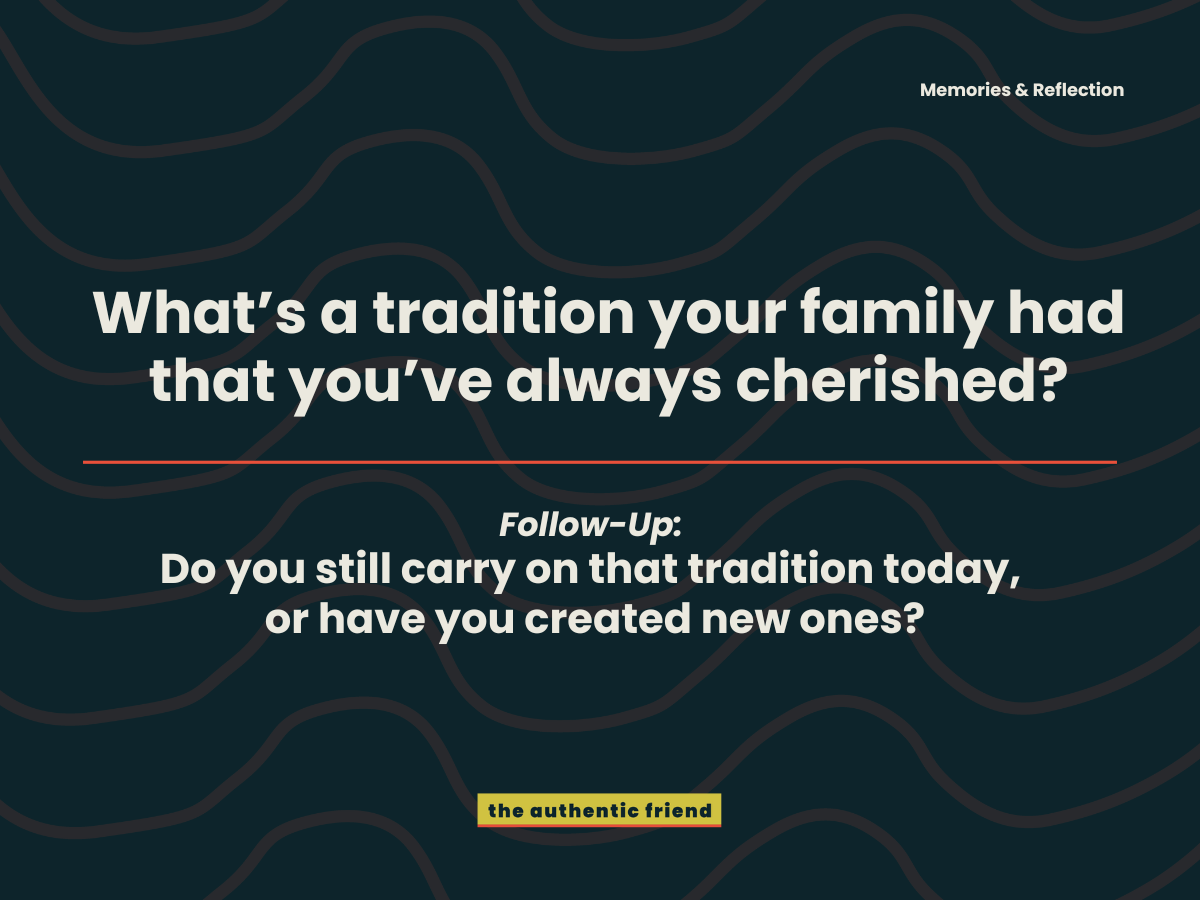 Memories & Reflection
What’s a tradition your family had
that you’ve always cherished?
Follow-Up:
Do you still carry on that tradition today,
or have you created new ones?
the authentic friend